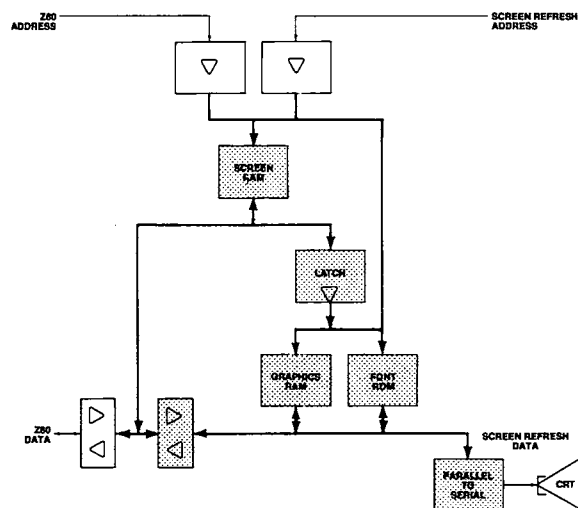 Z80
ADDRESS
SCREEN REFRESH
ADDRESS
SCREEN
RAM
LATCH
GRAPHICS
RAM
FONT
ROM
Z80
DATA
SCREEN REFRESH
DATA
PARALLEL
TO
SERIAL
CRT